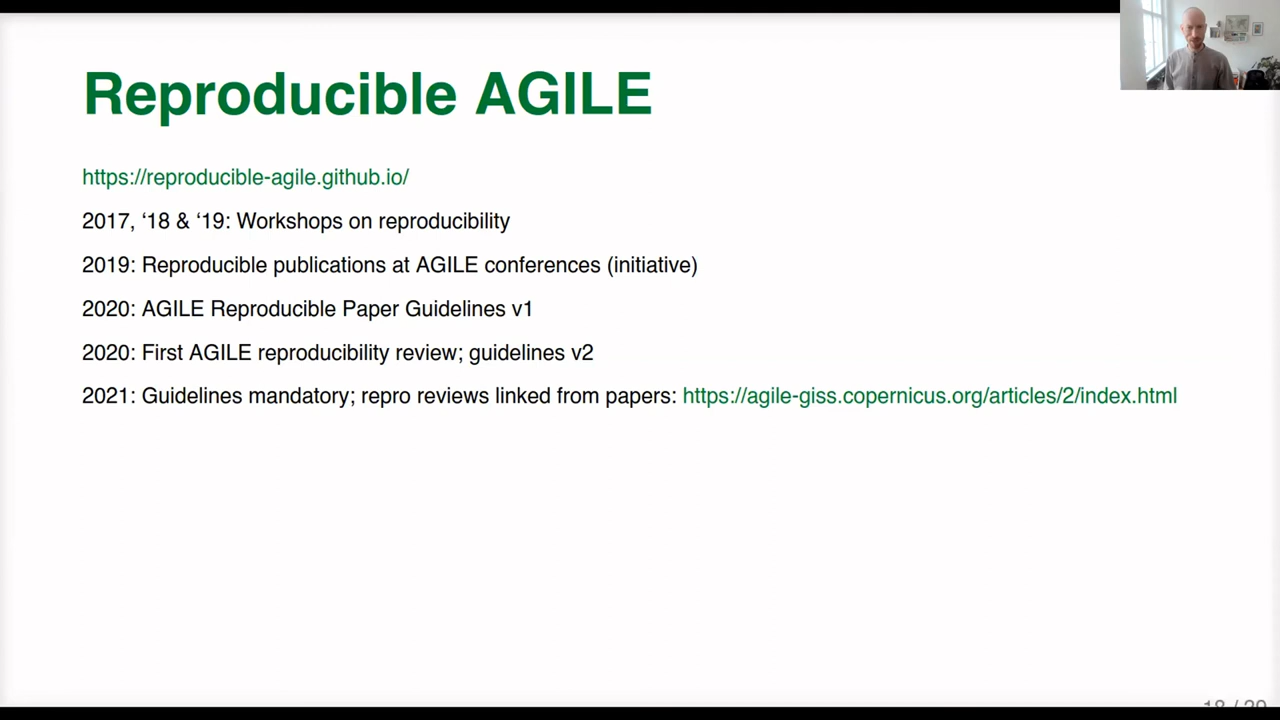 Reproducible AGILE
https://reproducible-agile.github.io/
2017, ‘18 & ‘19: Workshops on reproducibility
2019: Reproducible publications at AGILE conferences (initiative)
2020: AGILE Reproducible Paper Guidelines v1
2020: First AGILE reproducibility review; guidelines v2
2021: Guidelines mandatory; repro reviews linked from papers: https://agile-giss.copernicus.org/articles/2/index.html